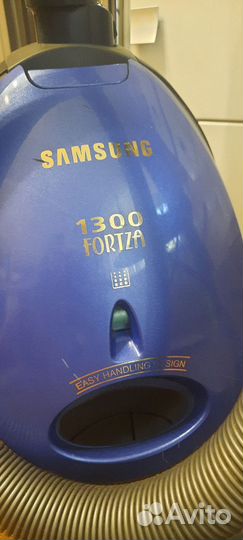 SAMSUNG
1300
FORTZA
EASY HANDLING DESIGN
Avito